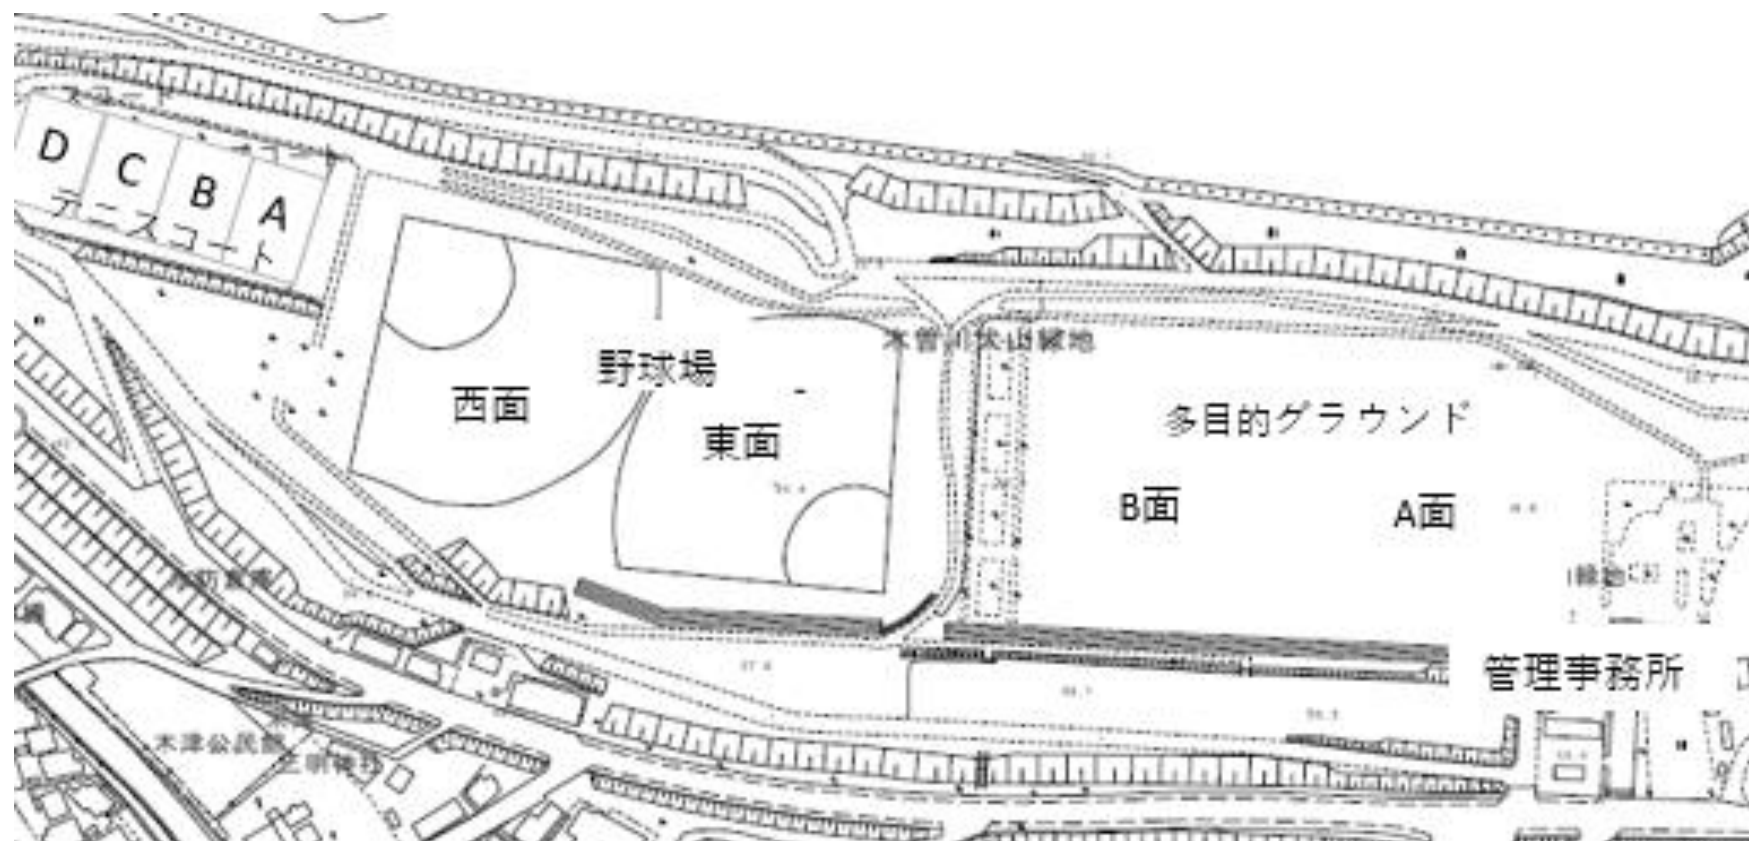 D C B A
テニスコート
木曽川犬山緑地
野球場
西面
東面
多目的グラウンド
B面
A面
緑地
管理事務所
木津公民館